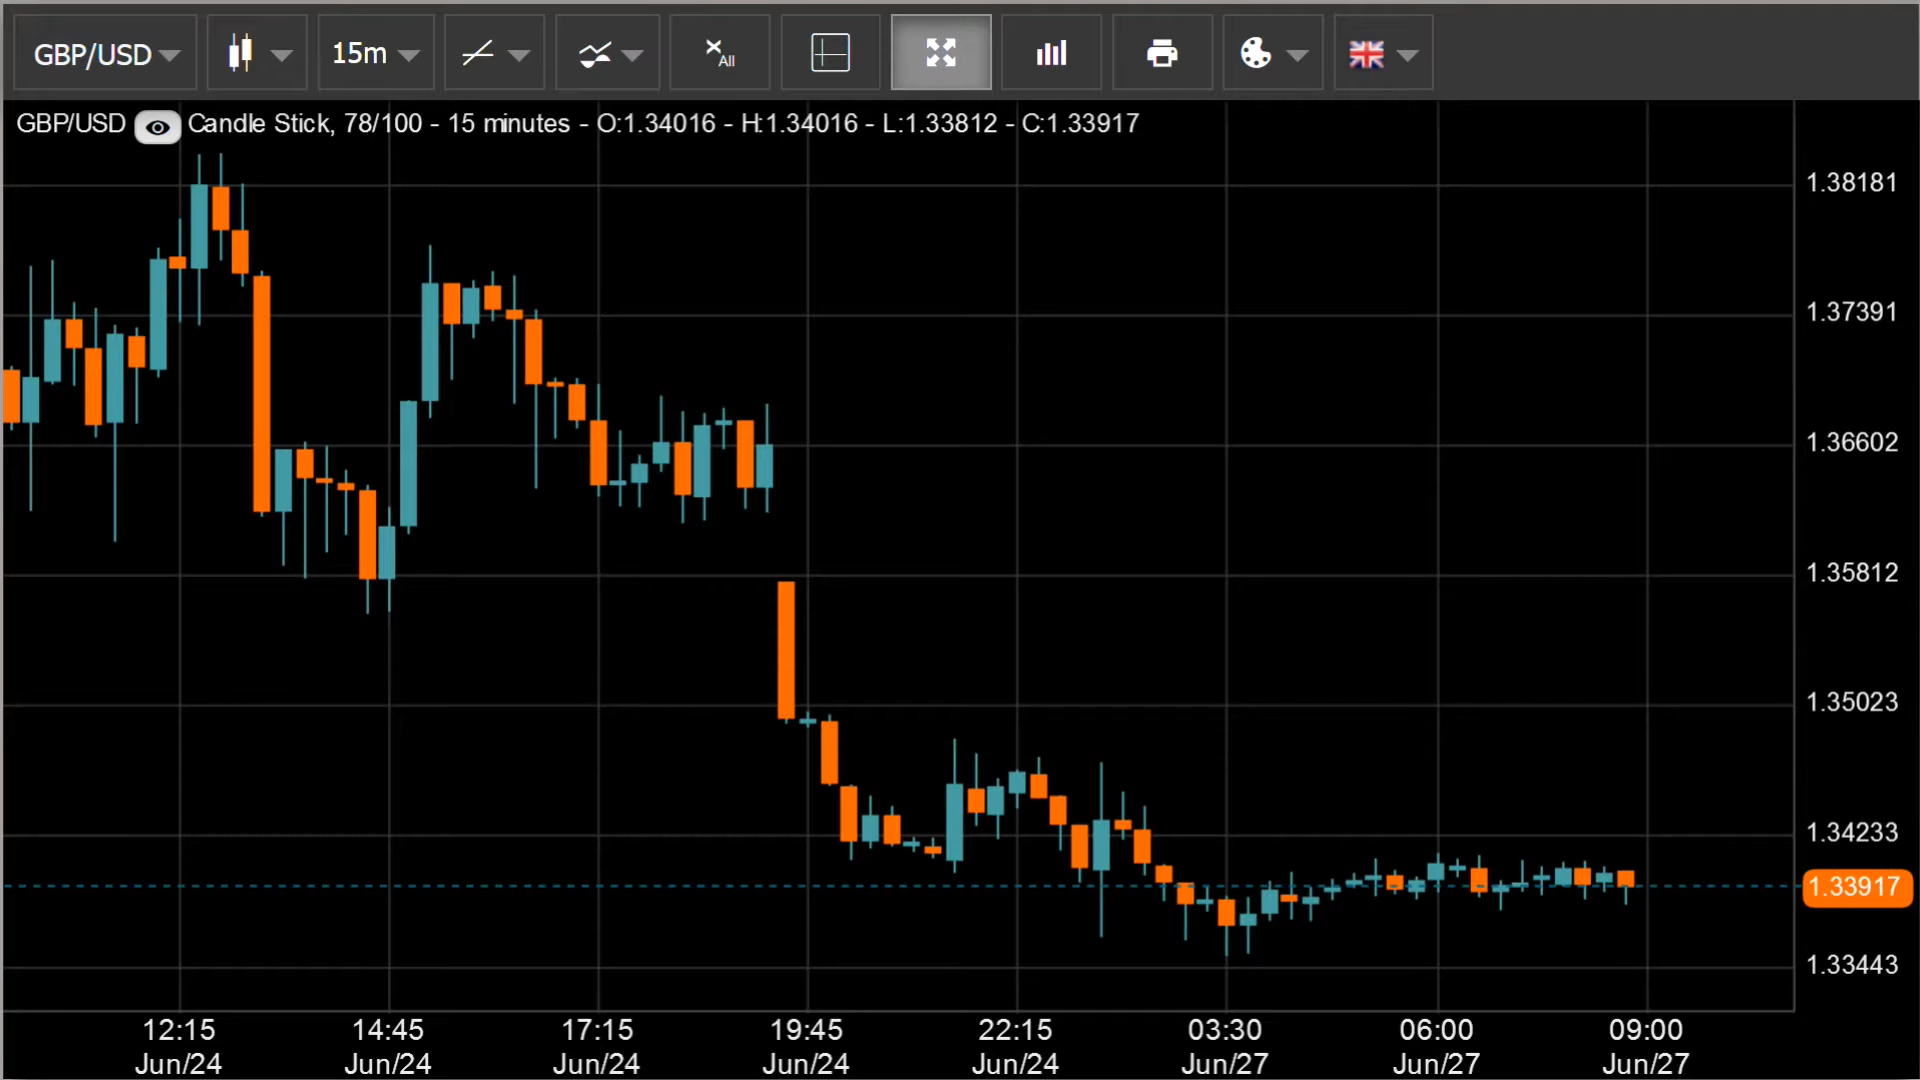 GBP/USD 15m x All
GBP/USD Candle Stick, 78/100 - 15 minutes - O:1.34016 - H:1.34016 - L:1.33812 - C:1.33917
1.38181
1.37391
1.36602
1.35812
1.35023
1.34233
1.33917
1.33443
12:15 14:45 17:15 19:45 22:15 03:30 06:00 09:00
Jun/24 Jun/24 Jun/24 Jun/24 Jun/24 Jun/27 Jun/27 Jun/27